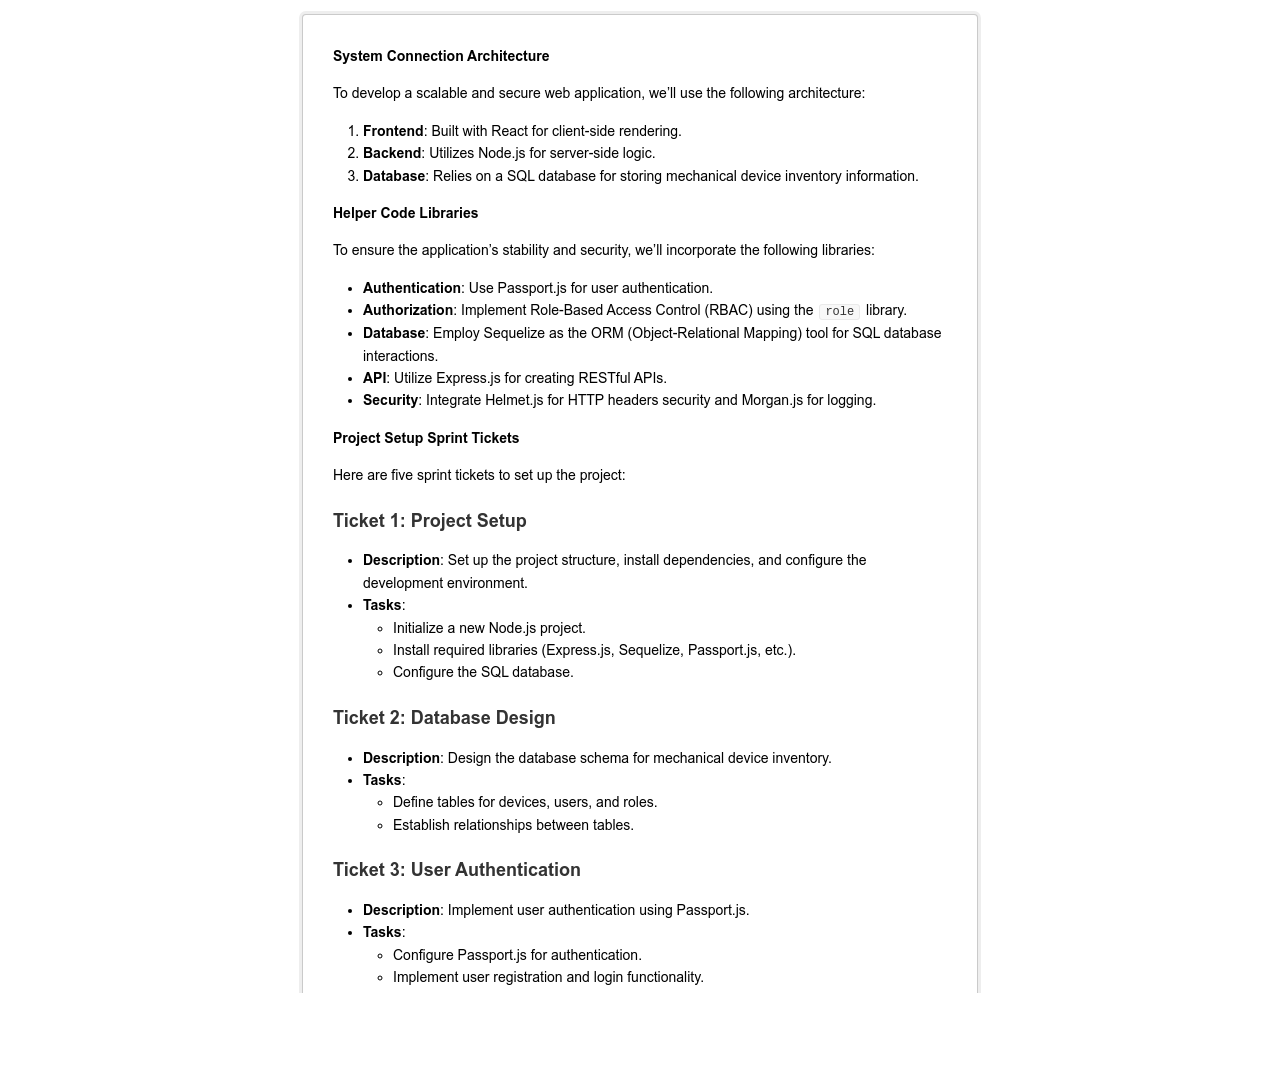 System Connection Architecture
To develop a scalable and secure web application, we’ll use the following architecture:
1. Frontend: Built with React for client-side rendering.
2. Backend: Utilizes Node.js for server-side logic.
3. Database: Relies on a SQL database for storing mechanical device inventory information.
Helper Code Libraries
To ensure the application’s stability and security, we’ll incorporate the following libraries:
• Authentication: Use Passport.js for user authentication.
• Authorization: Implement Role-Based Access Control (RBAC) using the role library.
• Database: Employ Sequelize as the ORM (Object-Relational Mapping) tool for SQL database
interactions.
• API: Utilize Express.js for creating RESTful APIs.
• Security: Integrate Helmet.js for HTTP headers security and Morgan.js for logging.
Project Setup Sprint Tickets
Here are five sprint tickets to set up the project:
Ticket 1: Project Setup
• Description: Set up the project structure, install dependencies, and configure the
development environment.
• Tasks:
◦ Initialize a new Node.js project.
◦ Install required libraries (Express.js, Sequelize, Passport.js, etc.).
◦ Configure the SQL database.
Ticket 2: Database Design
• Description: Design the database schema for mechanical device inventory.
• Tasks:
◦ Define tables for devices, users, and roles.
◦ Establish relationships between tables.
Ticket 3: User Authentication
• Description: Implement user authentication using Passport.js.
• Tasks:
◦ Configure Passport.js for authentication.
◦ Implement user registration and login functionality.